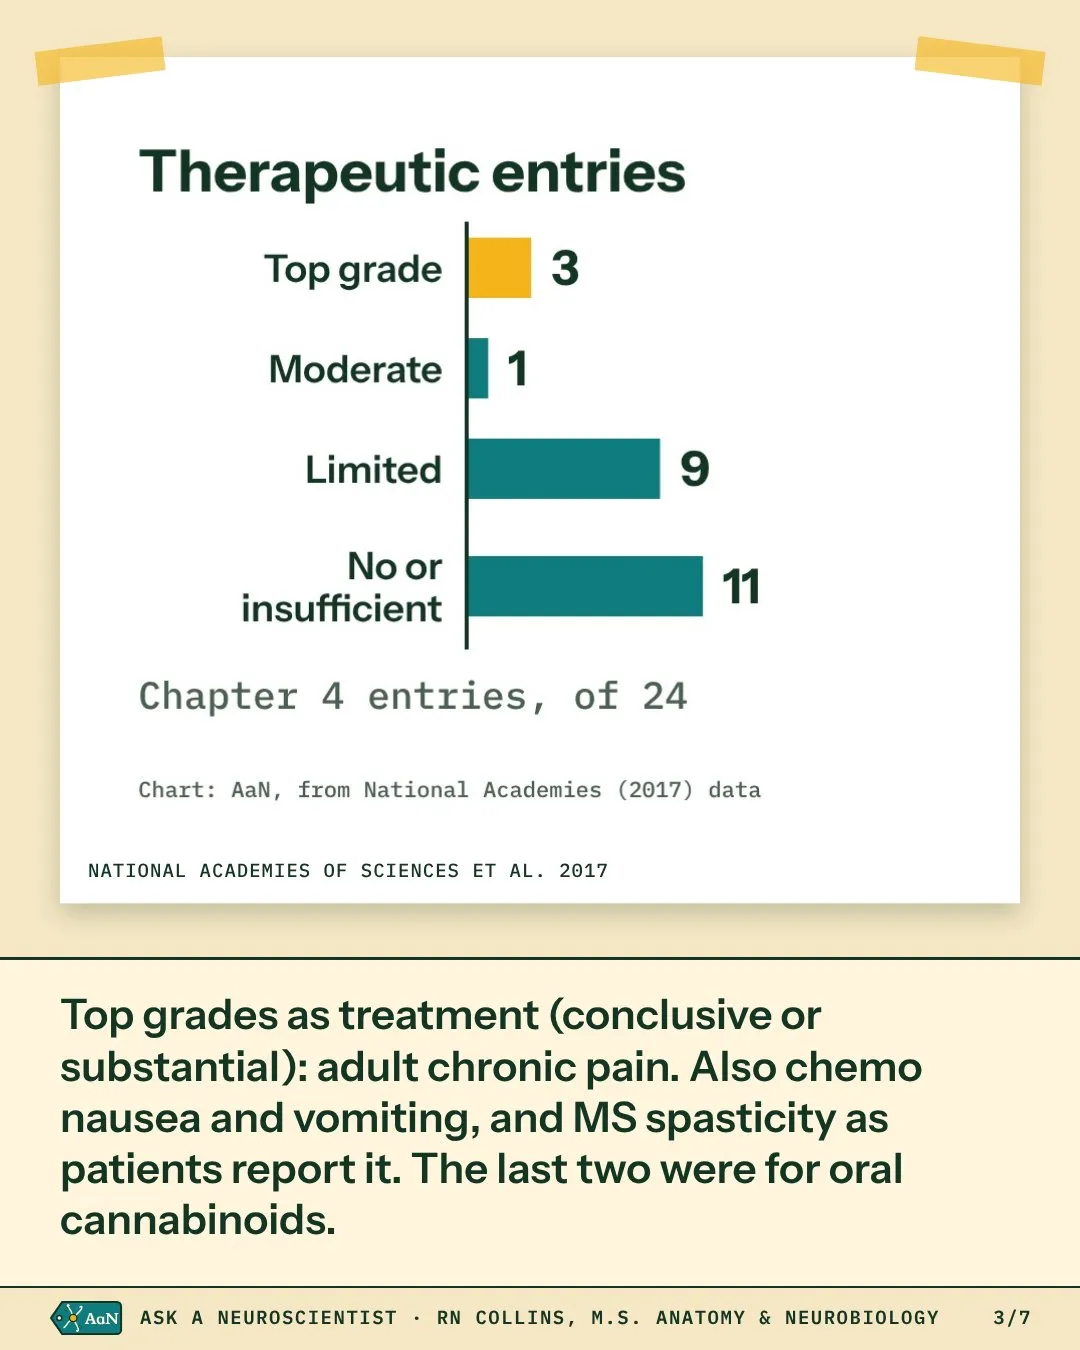 Therapeutic entries
Top grade 3
Moderate 1
Limited 9
No or
insufficient 11
Chapter 4 entries, of 24
Chart: AaN, from National Academies (2017) data
NATIONAL ACADEMIES OF SCIENCES ET AL. 2017
Top grades as treatment (conclusive or
substantial): adult chronic pain. Also chemo
nausea and vomiting, and MS spasticity as
patients report it. The last two were for oral
cannabinoids.
AaN ASK A NEUROSCIENTIST · RN COLLINS, M.S. ANATOMY & NEUROBIOLOGY 3/7